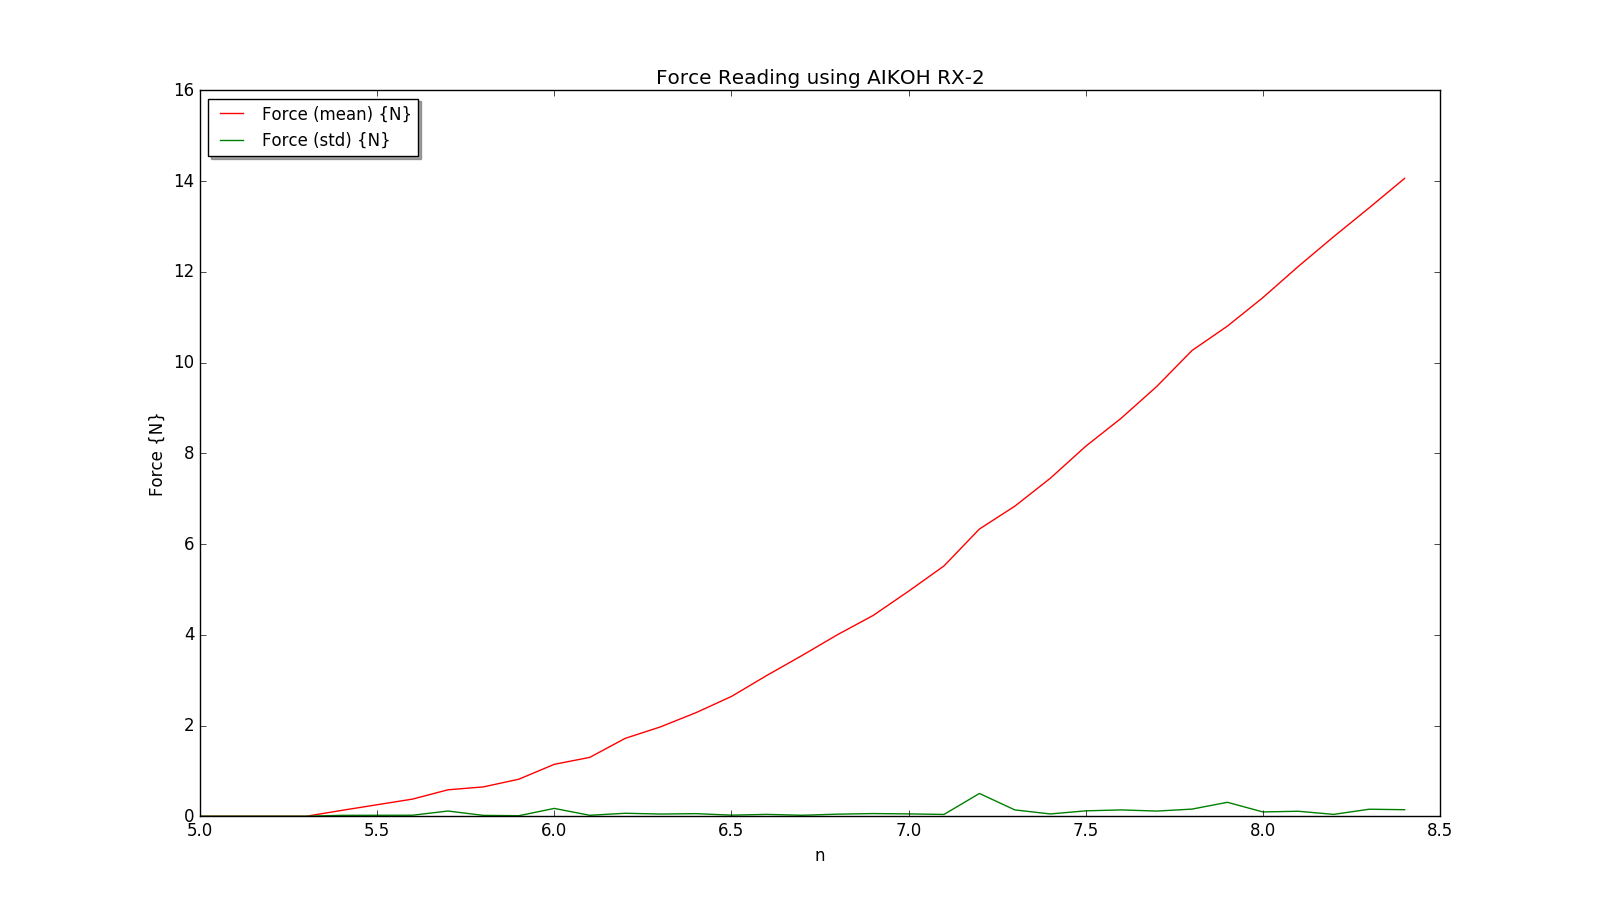 Force Reading using AIKOH RX-2
16
Force (mean) {N}
Force (std) {N}
14
12
10
8
6
4
2
0
Force {N}
5.0 5.5 6.0 6.5 7.0 7.5 8.0 8.5
n